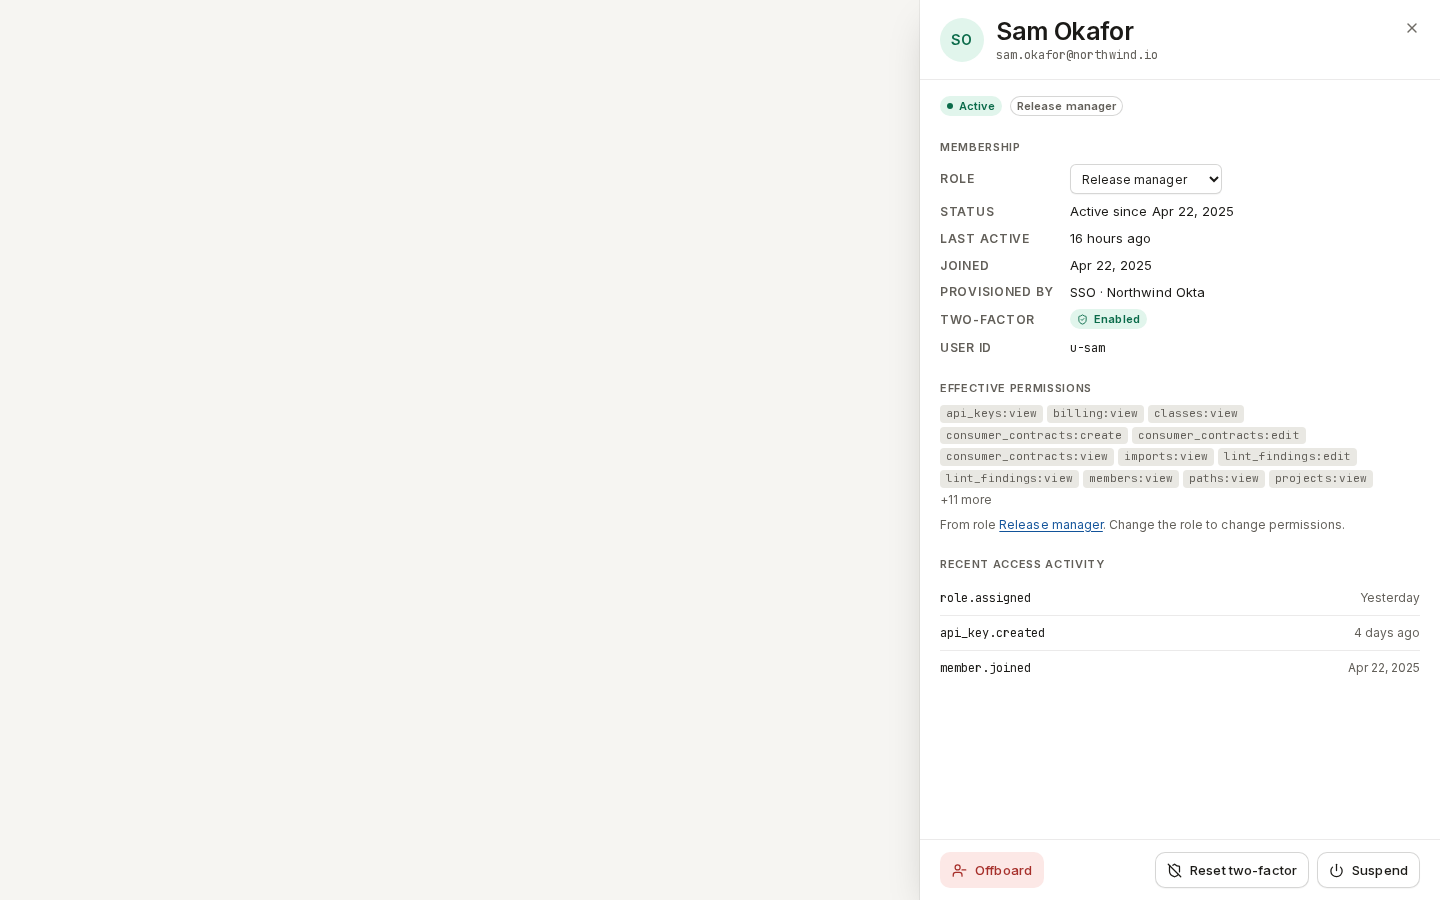 SO
Sam Okafor
sam.okafor@northwind.io
Active
Release manager
MEMBERSHIP
ROLE
Release manager
STATUS
Active since Apr 22, 2025
LAST ACTIVE
16 hours ago
JOINED
Apr 22, 2025
PROVISIONED BY
SSO · Northwind Okta
TWO-FACTOR
Enabled
USER ID
u-sam
EFFECTIVE PERMISSIONS
api_keys:view billing:view classes:view
consumer_contracts:create consumer_contracts:edit
consumer_contracts:view imports:view lint_findings:edit
lint_findings:view members:view paths:view projects:view
+11 more
From role Release manager. Change the role to change permissions.
RECENT ACCESS ACTIVITY
role.assigned
Yesterday
api_key.created
4 days ago
member.joined
Apr 22, 2025
Offboard
Reset two-factor
Suspend